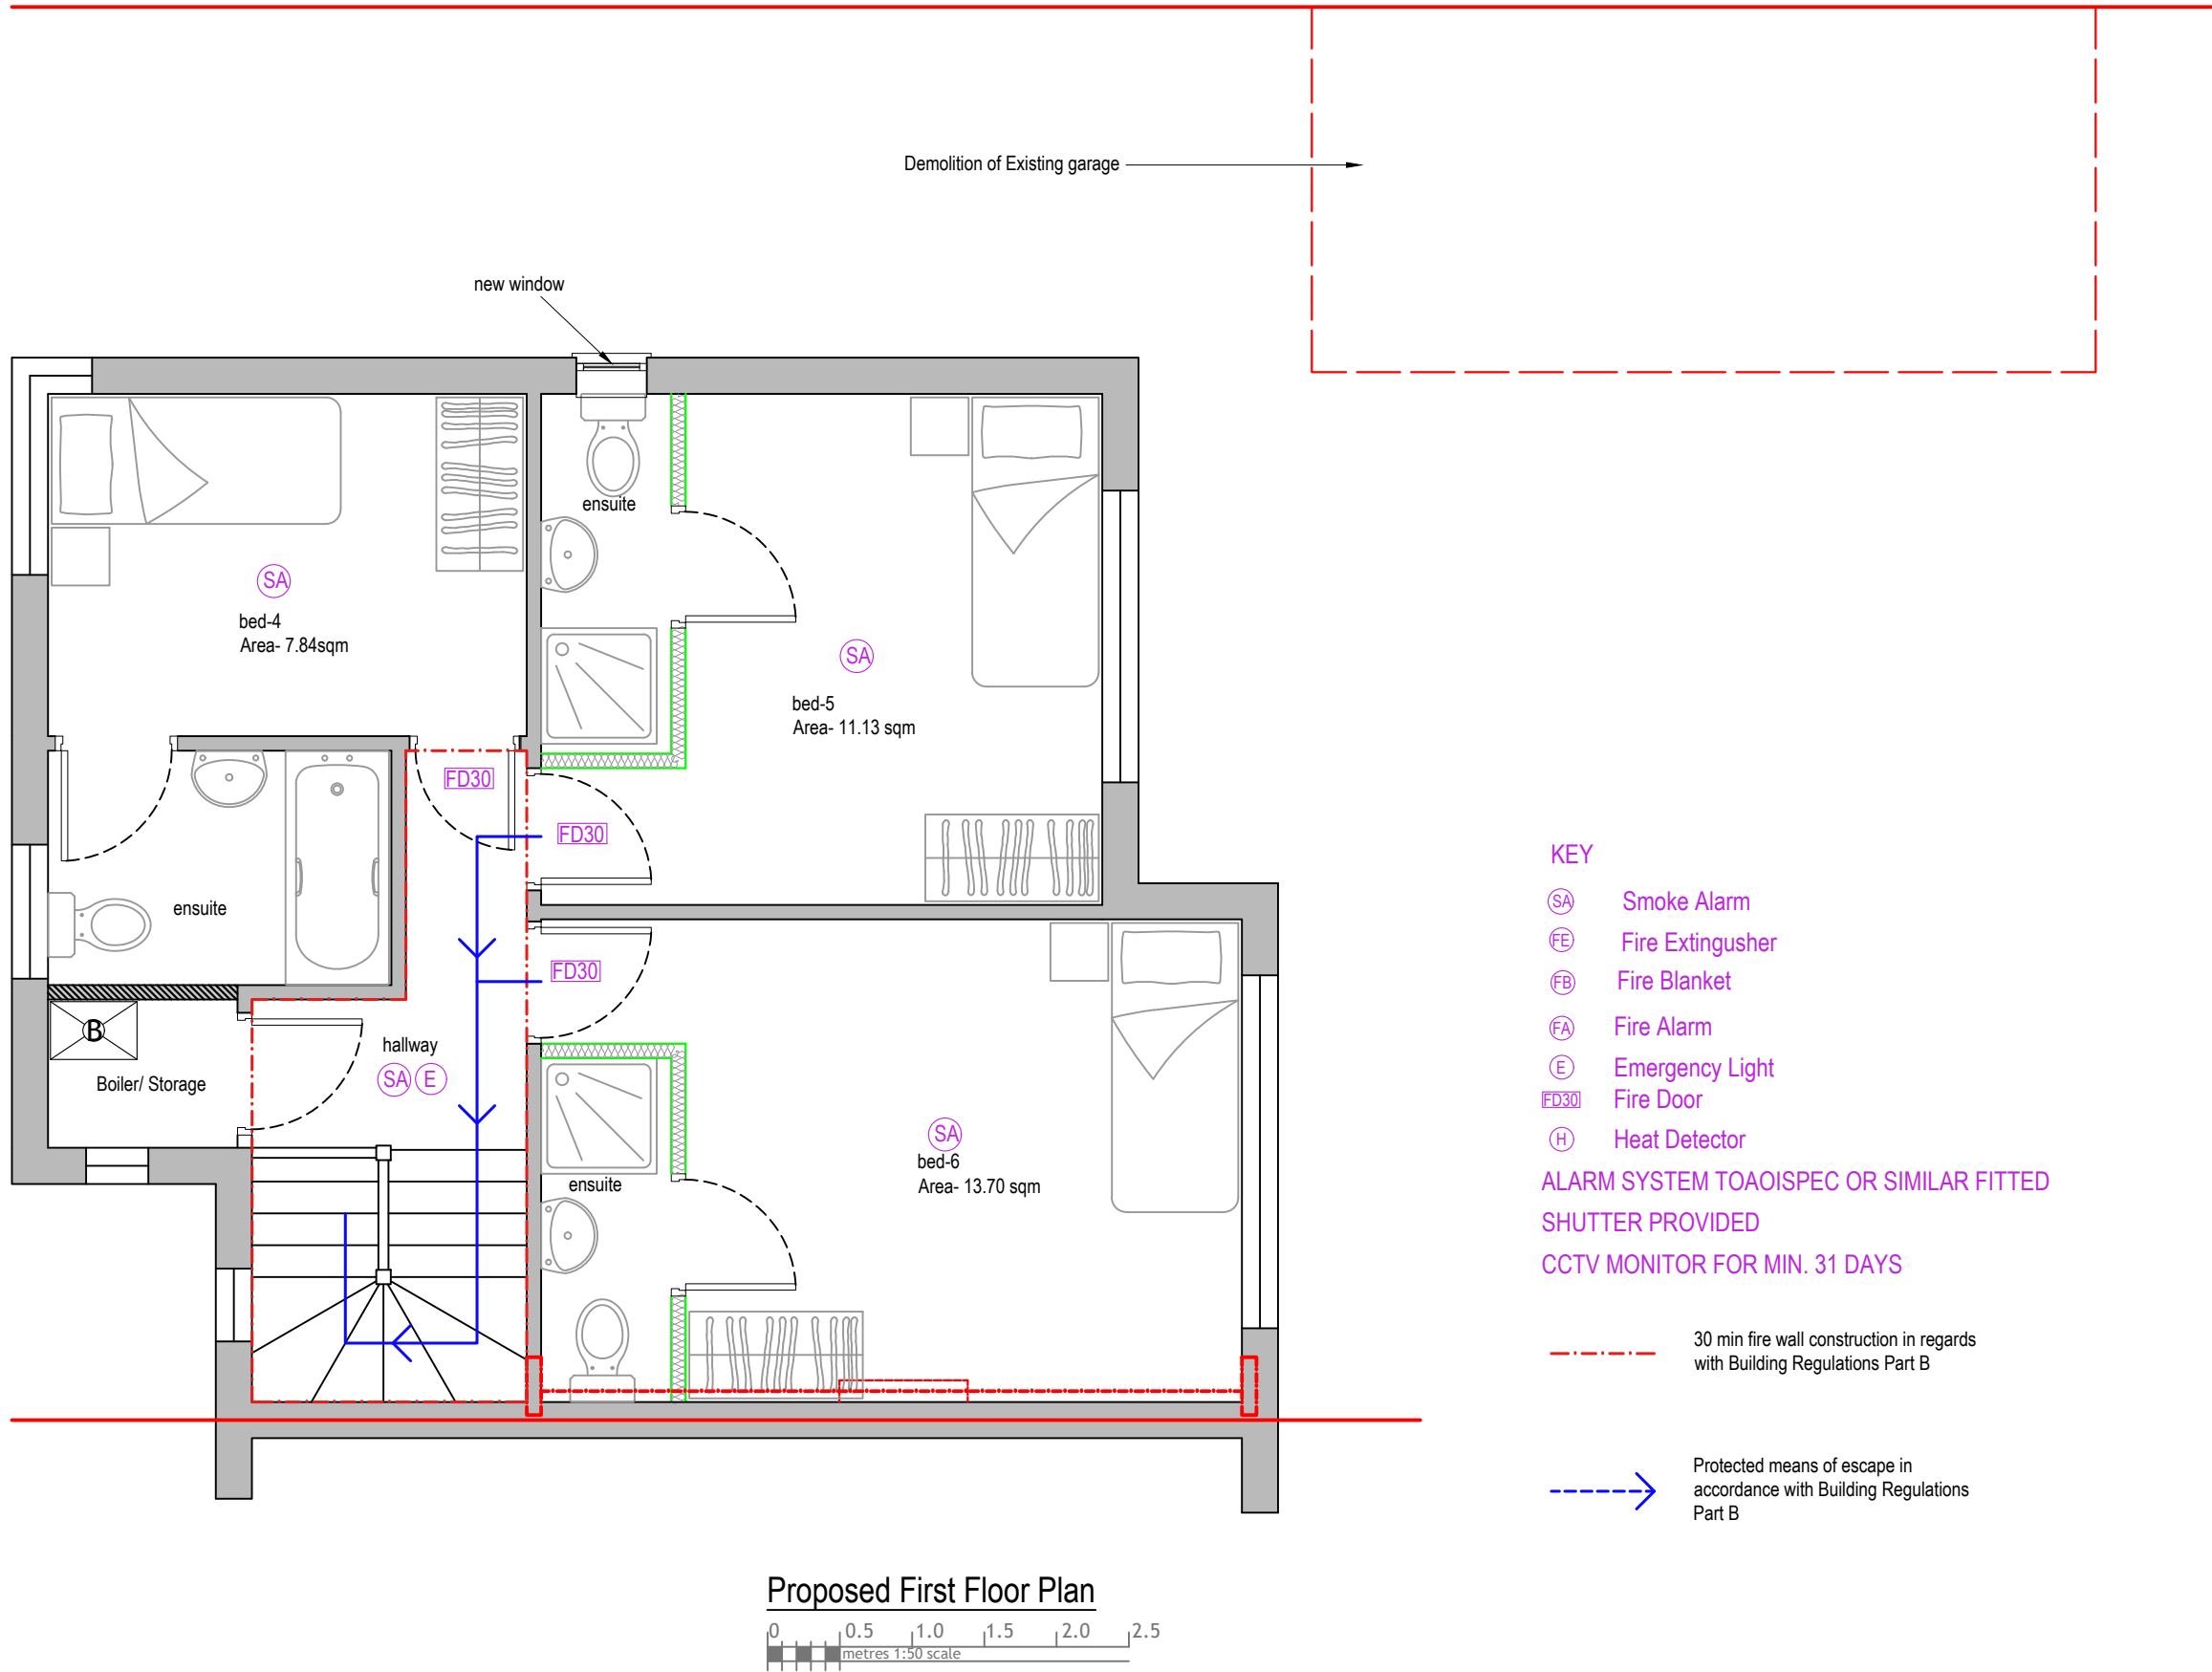 Demolition of Existing garage
new window
ensuite
SA
bed-4
Area- 7.84sqm
SA
bed-5
Area- 11.13 sqm
FD30
FD30
ensuite
FD30
B
hallway
Boiler/ Storage
SA E
SA
bed-6
Area- 13.70 sqm
ensuite
KEY
SA Smoke Alarm
FE Fire Extingusher
FB Fire Blanket
FA Fire Alarm
E Emergency Light
FD30 Fire Door
H Heat Detector
ALARM SYSTEM TOAOISPEC OR SIMILAR FITTED
SHUTTER PROVIDED
CCTV MONITOR FOR MIN. 31 DAYS
30 min fire wall construction in regards
with Building Regulations Part B
Protected means of escape in
accordance with Building Regulations
Part B
Proposed First Floor Plan
0 0.5 1.0 1.5 2.0 2.5
metres 1:50 scale